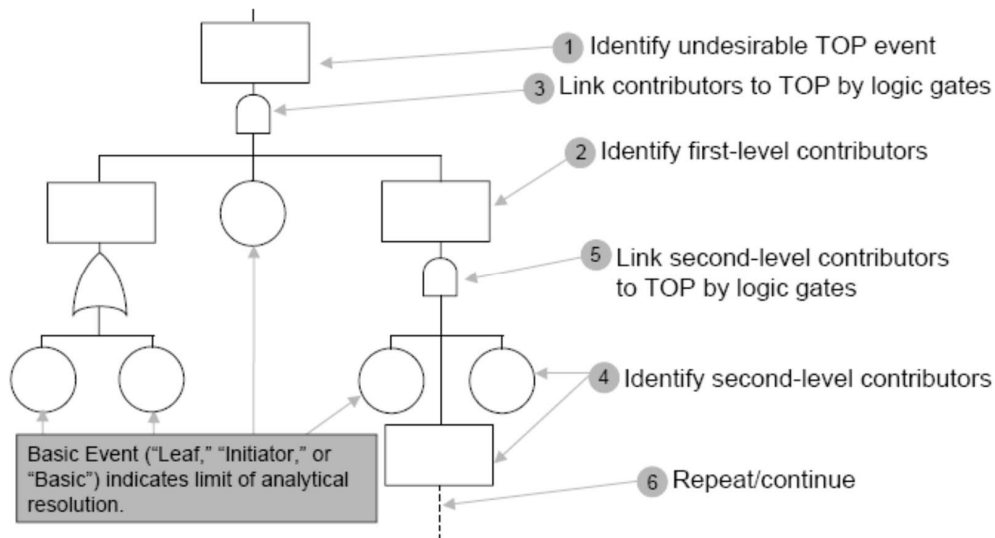 1 Identify undesirable TOP event
3 Link contributors to TOP by logic gates
2 Identify first-level contributors
5 Link second-level contributors
to TOP by logic gates
4 Identify second-level contributors
Basic Event (“Leaf,” “Initiator,” or
“Basic”) indicates limit of analytical
resolution.
6 Repeat/continue